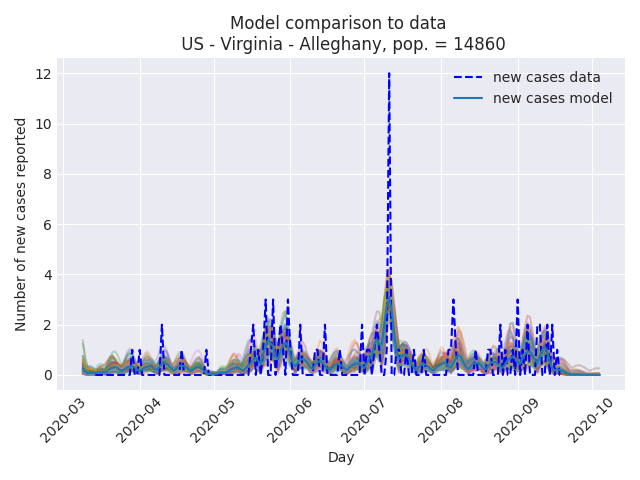 Model comparison to data
US - Virginia - Alleghany, pop. = 14860
new cases data
new cases model
Number of new cases reported
12
10
8
6
4
2
0
2020-03
2020-04
2020-05
2020-06
2020-07
2020-08
2020-09
2020-10
Day